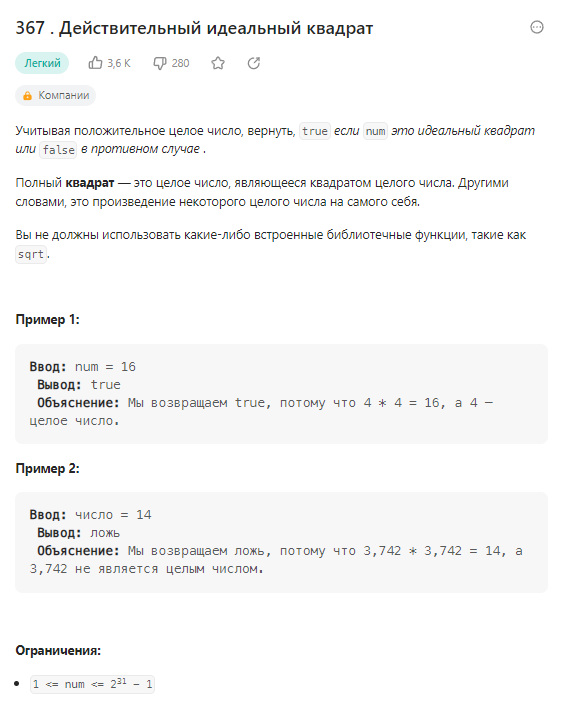 367 . Действительный идеальный квадрат
Легкий 3,6 K 280
Компании
Учитывая положительное целое число, вернуть, true если num это идеальный квадрат
или false в противном случае .
Полный квадрат — это целое число, являющееся квадратом целого числа. Другими
словами, это произведение некоторого целого числа на самого себя.
Вы не должны использовать какие-либо встроенные библиотечные функции, такие как
sqrt.
Пример 1:
Ввод: num = 16
Вывод: true
Объяснение: Мы возвращаем true, потому что 4 * 4 = 16, а 4 —
целое число.
Пример 2:
Ввод: число = 14
Вывод: ложь
Объяснение: Мы возвращаем ложь, потому что 3,742 * 3,742 = 14, а
3,742 не является целым числом.
Ограничения:
• 1 <= num <= 2³¹ - 1